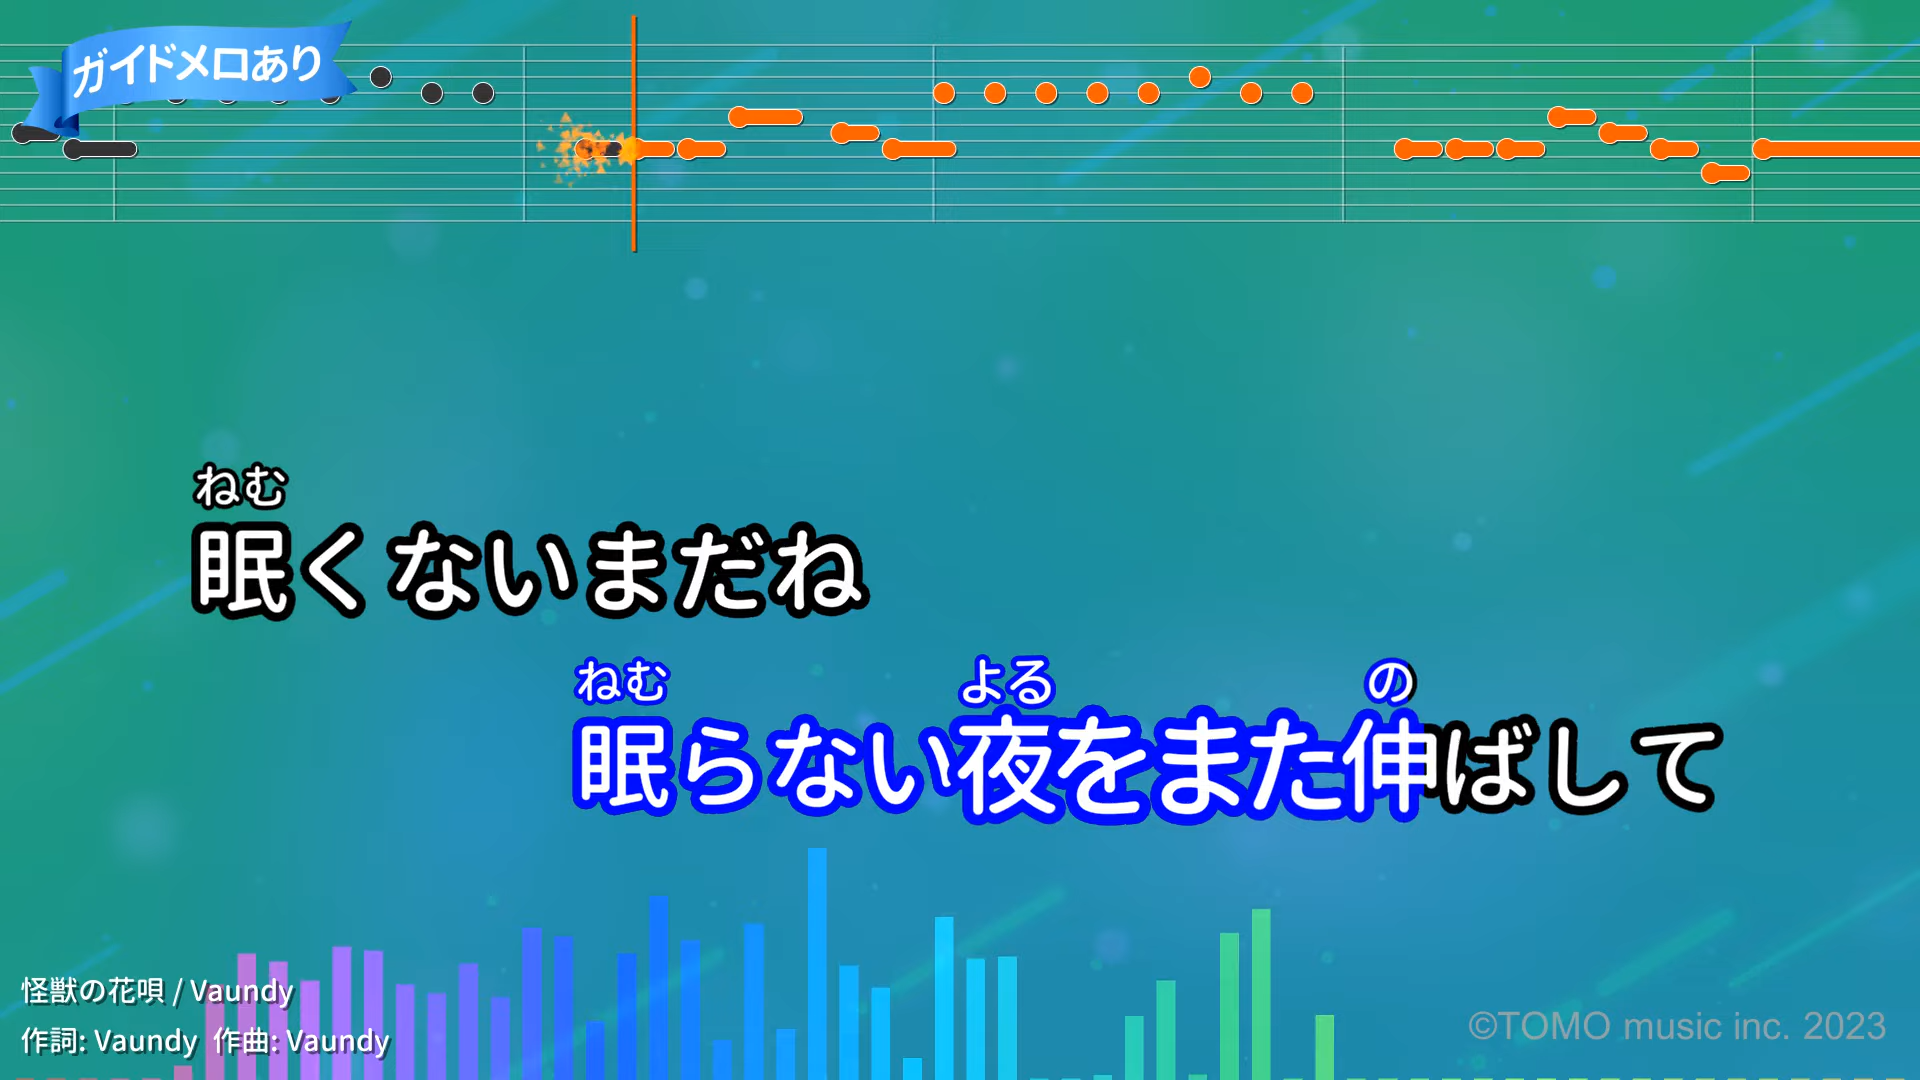 ガイドメロあり
ねむ
眠くないまだね
ねむ よる の
眠らない夜をまた伸ばして
怪獣の花唄 / Vaundy
作詞: Vaundy 作曲: Vaundy
©TOMO music inc. 2023